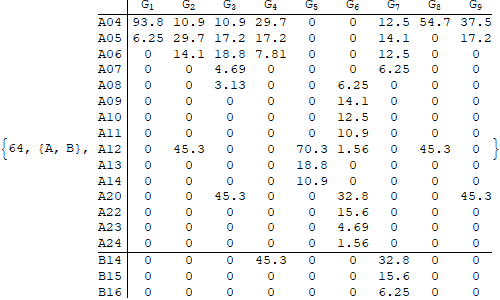 G₁ G₂ G₃ G₄ G₅ G₆ G₇ G₈ G₉
A04 93.8 10.9 10.9 29.7 0 0 12.5 54.7 37.5
A05 6.25 29.7 17.2 17.2 0 0 14.1 0 17.2
A06 0 14.1 18.8 7.81 0 0 12.5 0 0
A07 0 0 4.69 0 0 0 6.25 0 0
A08 0 0 3.13 0 0 6.25 0 0 0
A09 0 0 0 0 0 14.1 0 0 0
A10 0 0 0 0 0 12.5 0 0 0
A11 0 0 0 0 0 10.9 0 0 0
{64, {A, B}, A12 0 45.3 0 0 70.3 1.56 0 45.3 0 }
A13 0 0 0 0 18.8 0 0 0 0
A14 0 0 0 0 10.9 0 0 0 0
A20 0 0 45.3 0 0 32.8 0 0 45.3
A22 0 0 0 0 0 15.6 0 0 0
A23 0 0 0 0 0 4.69 0 0 0
A24 0 0 0 0 0 1.56 0 0 0
B14 0 0 0 45.3 0 0 32.8 0 0
B15 0 0 0 0 0 0 15.6 0 0
B16 0 0 0 0 0 0 6.25 0 0